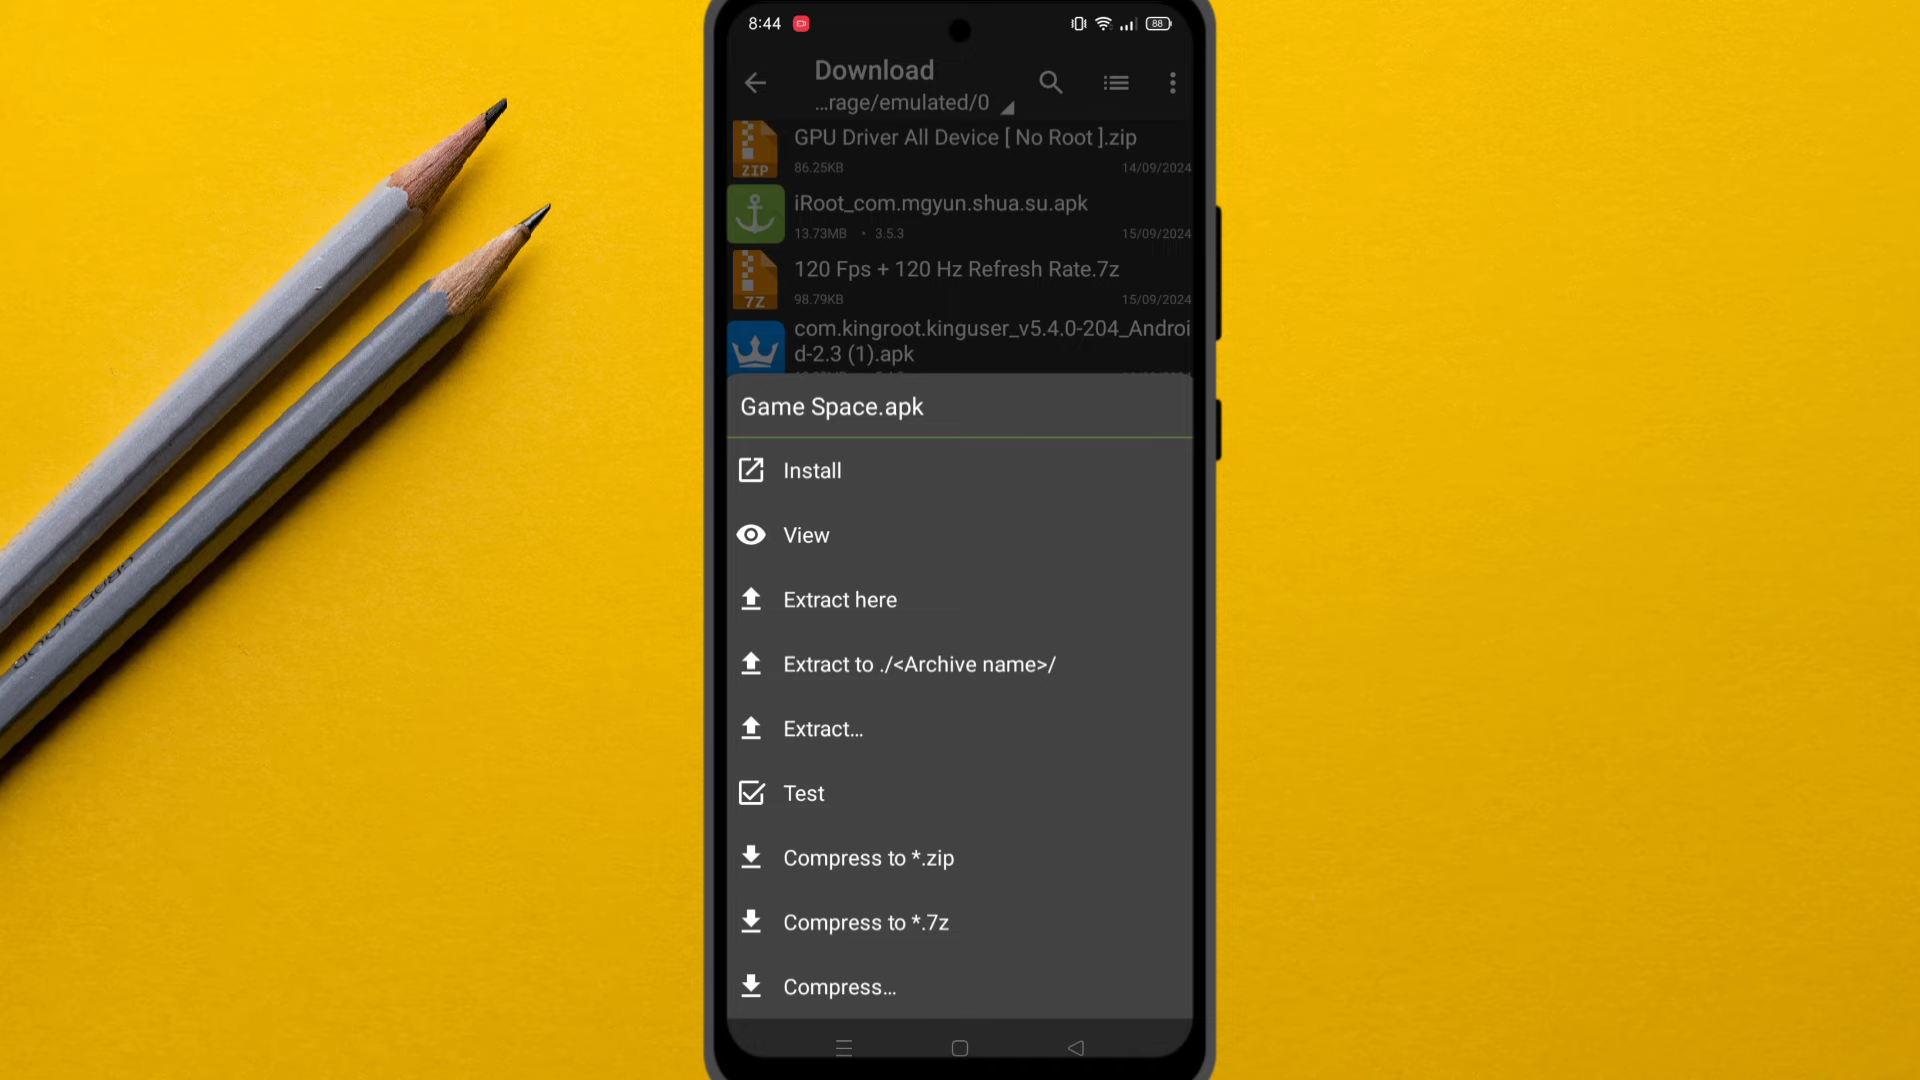 8:44
88
Download
...rage/emulated/0
GPU Driver All Device [ No Root ].zip
ZIP
86.25KB
14/09/2024
iRoot_com.mgyun.shua.su.apk
13.73MB • 3.5.3
15/09/2024
120 Fps + 120 Hz Refresh Rate.7z
7Z
98.79KB
15/09/2024
com.kingroot.kinguser_v5.4.0-204_Androi
d-2.3 (1).apk
Game Space.apk
Install
View
Extract here
Extract to ./<Archive name>/
Extract...
Test
Compress to *.zip
Compress to *.7z
Compress...